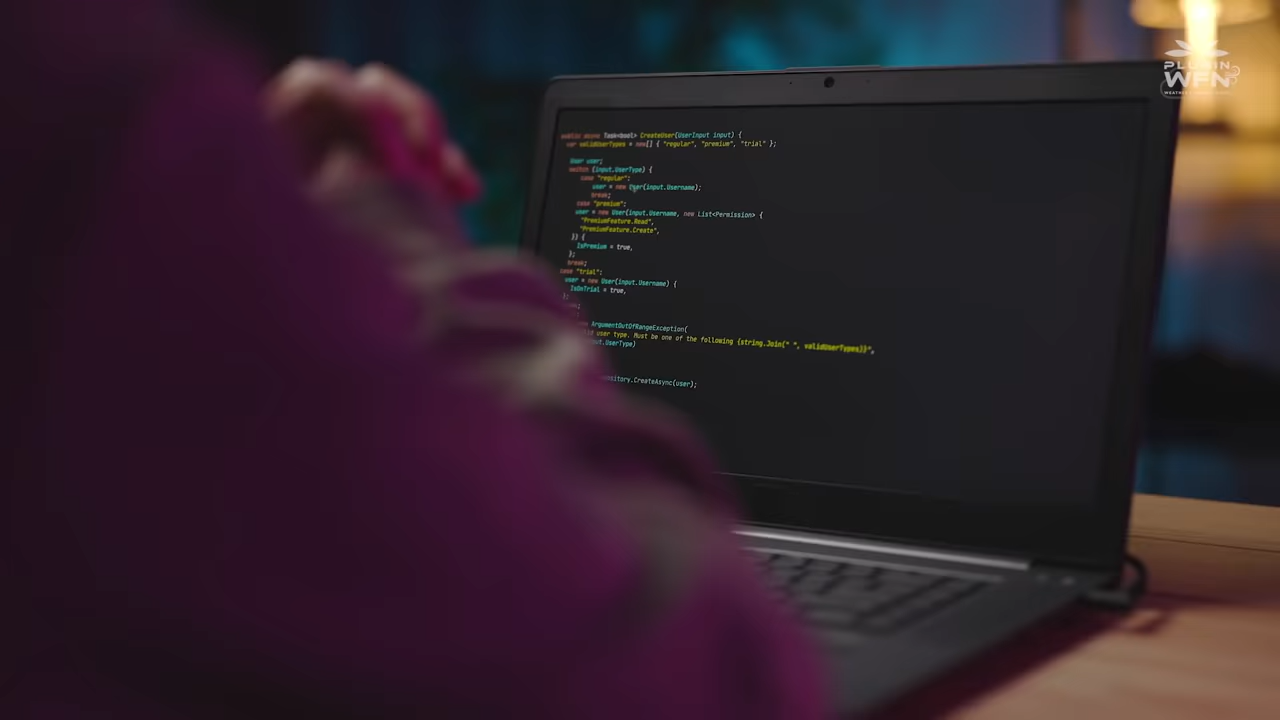 public async Task<bool> CreateUser(UserInput input) {
var validUserTypes = new[] { "regular", "premium", "trial" };
User user;
switch (input.UserType) {
case "regular":
user = new User(input.Username);
break;
case "premium":
user = new User(input.Username, new List<Permission> {
"PremiumFeature.Read",
"PremiumFeature.Create",
}) {
IsPremium = true,
};
break;
case "trial":
user = new User(input.Username) {
IsOnTrial = true,
};
ArgumentOutOfRangeException(
user type. Must be one of the following {string.Join(" ", validUserTypes)}",
.UserType)
.CreateAsync(user);
PLUGIN
WFN